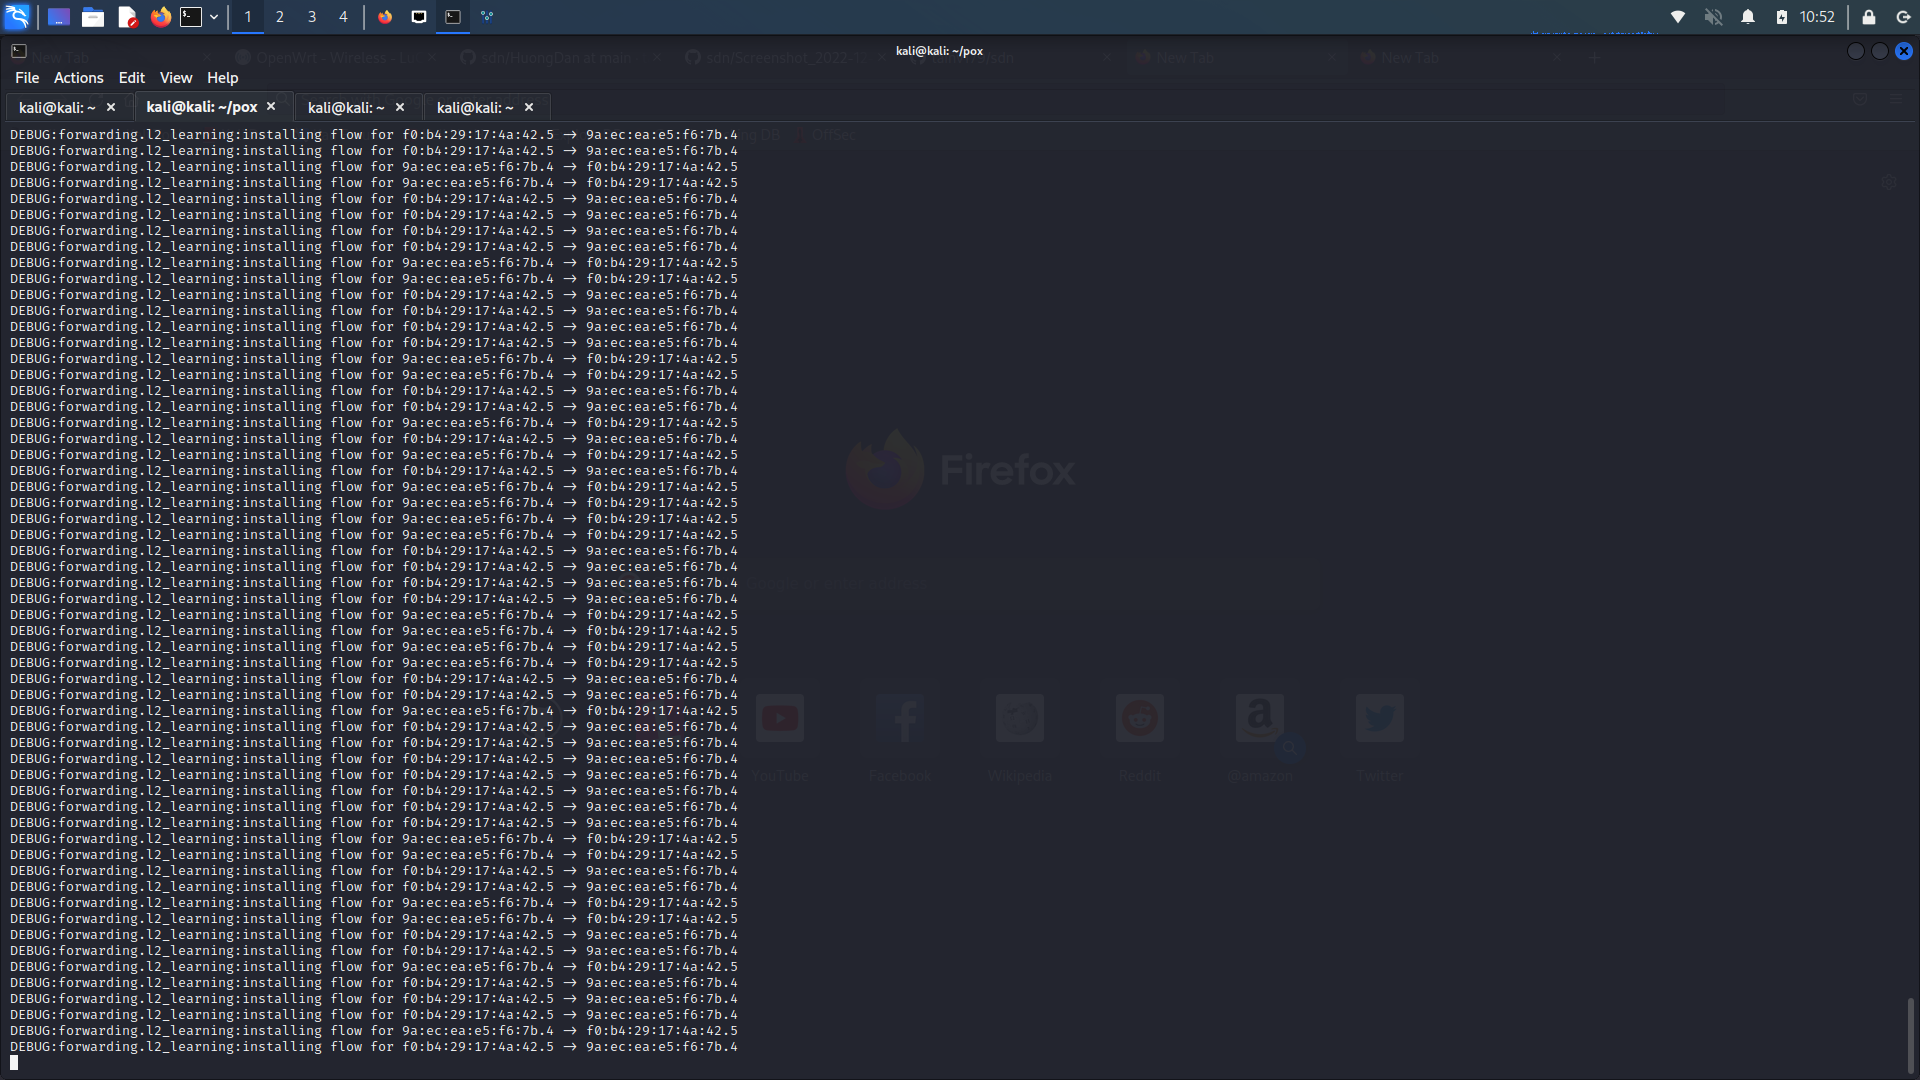 1 2 3 4 10:52
kali@kali: ~/pox
New Tab OpenWrt - Wireless - sdn/HuongDan at main sdn/Screenshot_2022-1 New Tab New Tab
File Actions Edit View Help
kali@kali: ~ × kali@kali: ~/pox × kali@kali: ~ × kali@kali: ~ ×
DEBUG:forwarding.l2_learning:installing flow for f0:b4:29:17:4a:42.5 → 9a:ec:ea:e5:f6:7b.4
DEBUG:forwarding.l2_learning:installing flow for f0:b4:29:17:4a:42.5 → 9a:ec:ea:e5:f6:7b.4
DEBUG:forwarding.l2_learning:installing flow for 9a:ec:ea:e5:f6:7b.4 → f0:b4:29:17:4a:42.5
DEBUG:forwarding.l2_learning:installing flow for 9a:ec:ea:e5:f6:7b.4 → f0:b4:29:17:4a:42.5
DEBUG:forwarding.l2_learning:installing flow for f0:b4:29:17:4a:42.5 → 9a:ec:ea:e5:f6:7b.4
DEBUG:forwarding.l2_learning:installing flow for f0:b4:29:17:4a:42.5 → 9a:ec:ea:e5:f6:7b.4
DEBUG:forwarding.l2_learning:installing flow for f0:b4:29:17:4a:42.5 → 9a:ec:ea:e5:f6:7b.4
DEBUG:forwarding.l2_learning:installing flow for f0:b4:29:17:4a:42.5 → 9a:ec:ea:e5:f6:7b.4
DEBUG:forwarding.l2_learning:installing flow for 9a:ec:ea:e5:f6:7b.4 → f0:b4:29:17:4a:42.5
DEBUG:forwarding.l2_learning:installing flow for 9a:ec:ea:e5:f6:7b.4 → f0:b4:29:17:4a:42.5
DEBUG:forwarding.l2_learning:installing flow for f0:b4:29:17:4a:42.5 → 9a:ec:ea:e5:f6:7b.4
DEBUG:forwarding.l2_learning:installing flow for f0:b4:29:17:4a:42.5 → 9a:ec:ea:e5:f6:7b.4
DEBUG:forwarding.l2_learning:installing flow for f0:b4:29:17:4a:42.5 → 9a:ec:ea:e5:f6:7b.4
DEBUG:forwarding.l2_learning:installing flow for f0:b4:29:17:4a:42.5 → 9a:ec:ea:e5:f6:7b.4
DEBUG:forwarding.l2_learning:installing flow for 9a:ec:ea:e5:f6:7b.4 → f0:b4:29:17:4a:42.5
DEBUG:forwarding.l2_learning:installing flow for 9a:ec:ea:e5:f6:7b.4 → f0:b4:29:17:4a:42.5
DEBUG:forwarding.l2_learning:installing flow for f0:b4:29:17:4a:42.5 → 9a:ec:ea:e5:f6:7b.4
DEBUG:forwarding.l2_learning:installing flow for f0:b4:29:17:4a:42.5 → 9a:ec:ea:e5:f6:7b.4
DEBUG:forwarding.l2_learning:installing flow for 9a:ec:ea:e5:f6:7b.4 → f0:b4:29:17:4a:42.5
DEBUG:forwarding.l2_learning:installing flow for f0:b4:29:17:4a:42.5 → 9a:ec:ea:e5:f6:7b.4
DEBUG:forwarding.l2_learning:installing flow for f0:b4:29:17:4a:42.5 → 9a:ec:ea:e5:f6:7b.4
DEBUG:forwarding.l2_learning:installing flow for f0:b4:29:17:4a:42.5 → 9a:ec:ea:e5:f6:7b.4
DEBUG:forwarding.l2_learning:installing flow for 9a:ec:ea:e5:f6:7b.4 → f0:b4:29:17:4a:42.5
DEBUG:forwarding.l2_learning:installing flow for f0:b4:29:17:4a:42.5 → 9a:ec:ea:e5:f6:7b.4
DEBUG:forwarding.l2_learning:installing flow for 9a:ec:ea:e5:f6:7b.4 → f0:b4:29:17:4a:42.5
DEBUG:forwarding.l2_learning:installing flow for 9a:ec:ea:e5:f6:7b.4 → f0:b4:29:17:4a:42.5
DEBUG:forwarding.l2_learning:installing flow for f0:b4:29:17:4a:42.5 → 9a:ec:ea:e5:f6:7b.4
DEBUG:forwarding.l2_learning:installing flow for 9a:ec:ea:e5:f6:7b.4 → f0:b4:29:17:4a:42.5
DEBUG:forwarding.l2_learning:installing flow for f0:b4:29:17:4a:42.5 → 9a:ec:ea:e5:f6:7b.4
DEBUG:forwarding.l2_learning:installing flow for f0:b4:29:17:4a:42.5 → 9a:ec:ea:e5:f6:7b.4
DEBUG:forwarding.l2_learning:installing flow for 9a:ec:ea:e5:f6:7b.4 → f0:b4:29:17:4a:42.5
DEBUG:forwarding.l2_learning:installing flow for 9a:ec:ea:e5:f6:7b.4 → f0:b4:29:17:4a:42.5
DEBUG:forwarding.l2_learning:installing flow for 9a:ec:ea:e5:f6:7b.4 → f0:b4:29:17:4a:42.5
DEBUG:forwarding.l2_learning:installing flow for 9a:ec:ea:e5:f6:7b.4 → f0:b4:29:17:4a:42.5
DEBUG:forwarding.l2_learning:installing flow for f0:b4:29:17:4a:42.5 → 9a:ec:ea:e5:f6:7b.4
DEBUG:forwarding.l2_learning:installing flow for f0:b4:29:17:4a:42.5 → 9a:ec:ea:e5:f6:7b.4
DEBUG:forwarding.l2_learning:installing flow for 9a:ec:ea:e5:f6:7b.4 → f0:b4:29:17:4a:42.5
DEBUG:forwarding.l2_learning:installing flow for f0:b4:29:17:4a:42.5 → 9a:ec:ea:e5:f6:7b.4
DEBUG:forwarding.l2_learning:installing flow for 9a:ec:ea:e5:f6:7b.4 → f0:b4:29:17:4a:42.5
DEBUG:forwarding.l2_learning:installing flow for f0:b4:29:17:4a:42.5 → 9a:ec:ea:e5:f6:7b.4
DEBUG:forwarding.l2_learning:installing flow for f0:b4:29:17:4a:42.5 → 9a:ec:ea:e5:f6:7b.4
DEBUG:forwarding.l2_learning:installing flow for f0:b4:29:17:4a:42.5 → 9a:ec:ea:e5:f6:7b.4
DEBUG:forwarding.l2_learning:installing flow for f0:b4:29:17:4a:42.5 → 9a:ec:ea:e5:f6:7b.4
DEBUG:forwarding.l2_learning:installing flow for f0:b4:29:17:4a:42.5 → 9a:ec:ea:e5:f6:7b.4
DEBUG:forwarding.l2_learning:installing flow for 9a:ec:ea:e5:f6:7b.4 → f0:b4:29:17:4a:42.5
DEBUG:forwarding.l2_learning:installing flow for 9a:ec:ea:e5:f6:7b.4 → f0:b4:29:17:4a:42.5
DEBUG:forwarding.l2_learning:installing flow for f0:b4:29:17:4a:42.5 → 9a:ec:ea:e5:f6:7b.4
DEBUG:forwarding.l2_learning:installing flow for f0:b4:29:17:4a:42.5 → 9a:ec:ea:e5:f6:7b.4
DEBUG:forwarding.l2_learning:installing flow for 9a:ec:ea:e5:f6:7b.4 → f0:b4:29:17:4a:42.5
DEBUG:forwarding.l2_learning:installing flow for 9a:ec:ea:e5:f6:7b.4 → f0:b4:29:17:4a:42.5
DEBUG:forwarding.l2_learning:installing flow for f0:b4:29:17:4a:42.5 → 9a:ec:ea:e5:f6:7b.4
DEBUG:forwarding.l2_learning:installing flow for f0:b4:29:17:4a:42.5 → 9a:ec:ea:e5:f6:7b.4
DEBUG:forwarding.l2_learning:installing flow for 9a:ec:ea:e5:f6:7b.4 → f0:b4:29:17:4a:42.5
DEBUG:forwarding.l2_learning:installing flow for f0:b4:29:17:4a:42.5 → 9a:ec:ea:e5:f6:7b.4
DEBUG:forwarding.l2_learning:installing flow for f0:b4:29:17:4a:42.5 → 9a:ec:ea:e5:f6:7b.4
DEBUG:forwarding.l2_learning:installing flow for f0:b4:29:17:4a:42.5 → 9a:ec:ea:e5:f6:7b.4
DEBUG:forwarding.l2_learning:installing flow for 9a:ec:ea:e5:f6:7b.4 → f0:b4:29:17:4a:42.5
DEBUG:forwarding.l2_learning:installing flow for f0:b4:29:17:4a:42.5 → 9a:ec:ea:e5:f6:7b.4
Firefox
YouTube Facebook Wikipedia Reddit @amazon Twitter